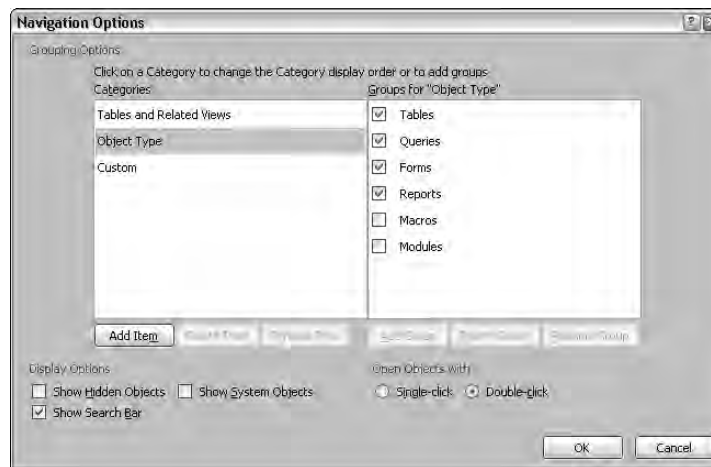 Navigation Options
Grouping Options
Click on a Category to change the Category display order or to add groups
Categories
Groups for "Object Type"
Tables and Related Views
Object Type
Custom
Tables
Queries
Forms
Reports
Macros
Modules
Add Item
Display Options
Show Hidden Objects
Show System Objects
Show Search Bar
Open Objects with
Single-click
Double-click
OK
Cancel